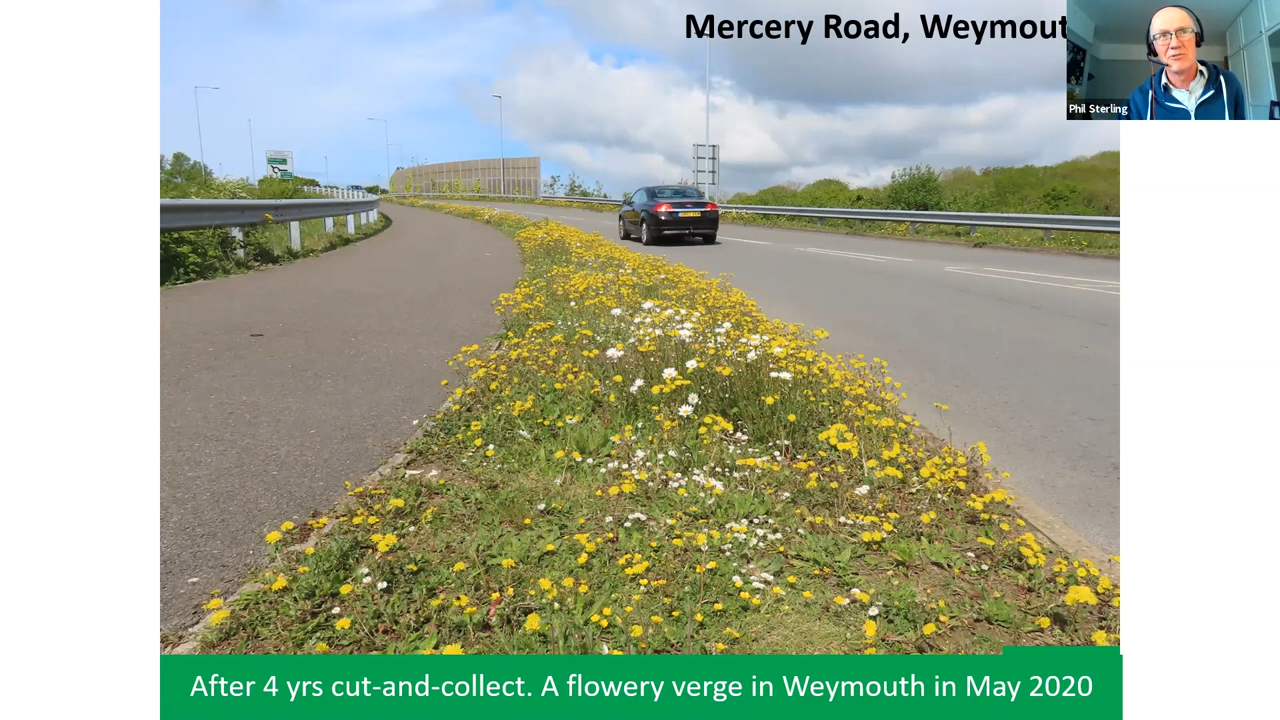 Mercery Road, Weymout
Phil Sterling
After 4 yrs cut-and-collect. A flowery verge in Weymouth in May 2020